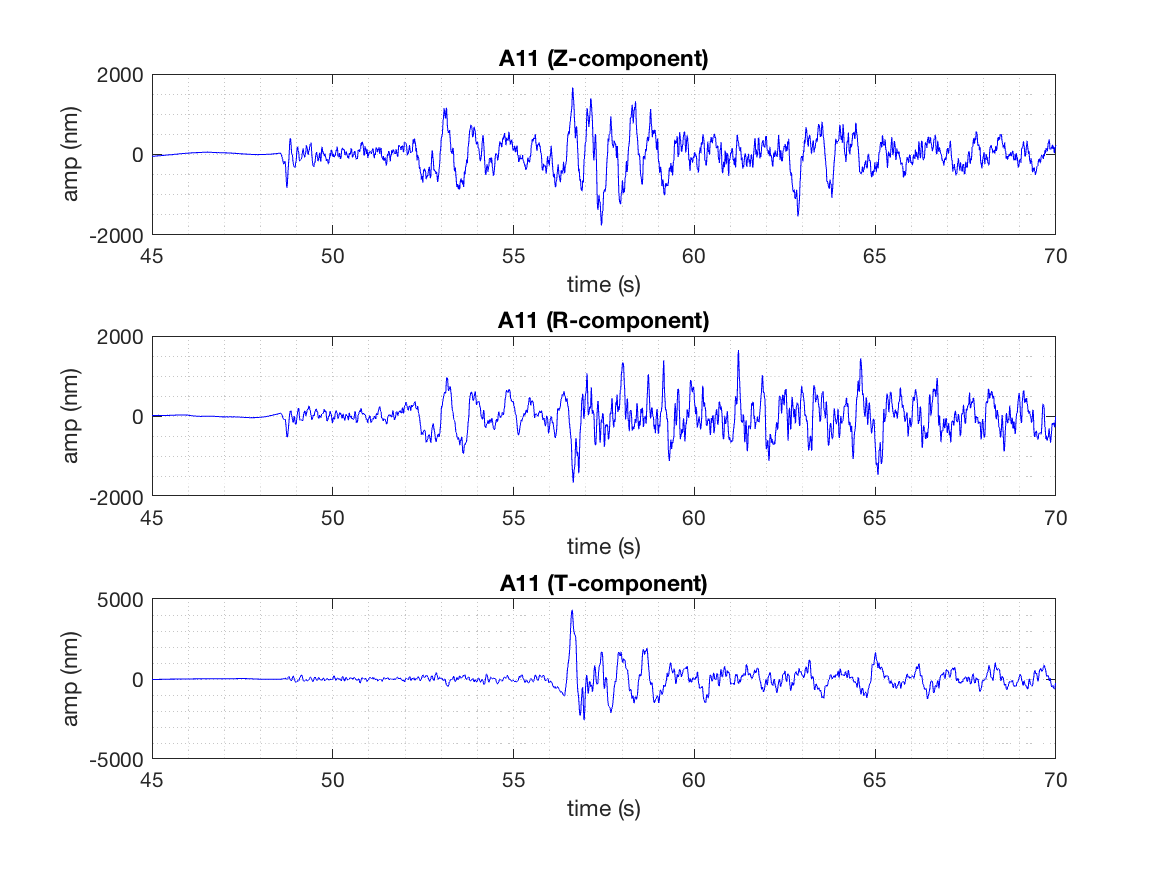 A11 (Z-component)
2000
0
-2000
amp (nm)
45 50 55 60 65 70
time (s)
A11 (R-component)
2000
0
-2000
amp (nm)
45 50 55 60 65 70
time (s)
A11 (T-component)
5000
0
-5000
amp (nm)
45 50 55 60 65 70
time (s)